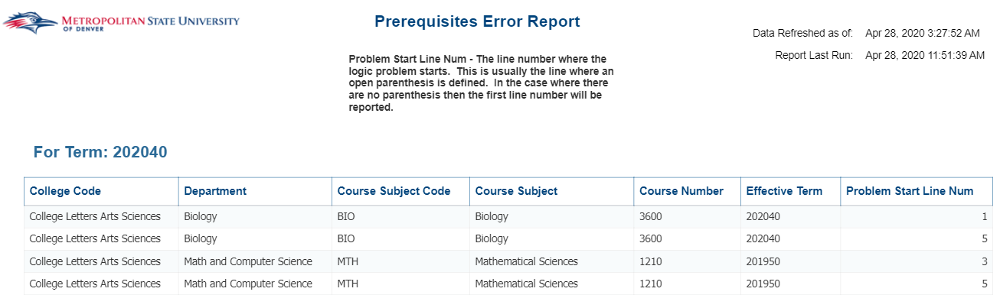 METROPOLITAN STATE UNIVERSITY
OF DENVER
Prerequisites Error Report
Data Refreshed as of: Apr 28, 2020 3:27:52 AM
Report Last Run: Apr 28, 2020 11:51:39 AM
Problem Start Line Num - The line number where the
logic problem starts. This is usually the line where an
open parenthesis is defined. In the case where there
are no parenthesis then the first line number will be
reported.
For Term: 202040
College Code Department Course Subject Code Course Subject Course Number Effective Term Problem Start Line Num
College Letters Arts Sciences Biology BIO Biology 3600 202040 1
College Letters Arts Sciences Biology BIO Biology 3600 202040 5
College Letters Arts Sciences Math and Computer Science MTH Mathematical Sciences 1210 201950 3
College Letters Arts Sciences Math and Computer Science MTH Mathematical Sciences 1210 201950 5